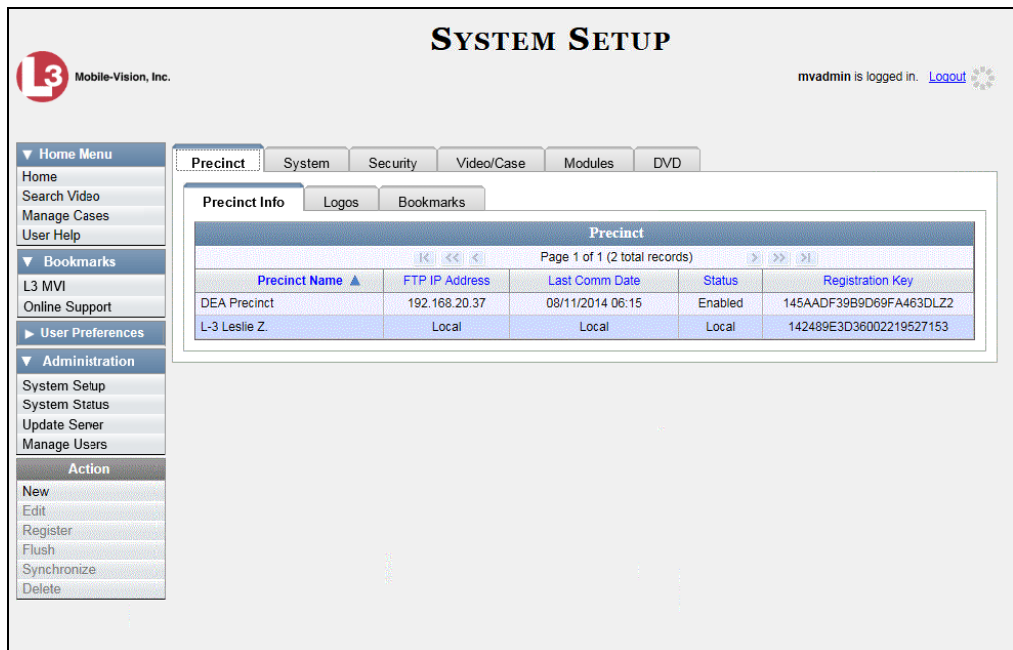 SYSTEM SETUP
L3 Mobile-Vision, Inc.
mvadmin is logged in. Logout
▼ Home Menu
Home
Search Video
Manage Cases
User Help
▼ Bookmarks
L3 MVI
Online Support
► User Preferences
▼ Administration
System Setup
System Status
Update Server
Manage Users
Action
New
Edit
Register
Flush
Synchronize
Delete
Precinct System Security Video/Case Modules DVD
Precinct Info Logos Bookmarks
Precinct
|< << < Page 1 of 1 (2 total records) > >> >|
Precinct Name ▲ FTP IP Address Last Comm Date Status Registration Key
DEA Precinct 192.168.20.37 08/11/2014 06:15 Enabled 145AADF39B9D69FA463DLZ2
L-3 Leslie Z. Local Local Local 142489E3D36002219527153